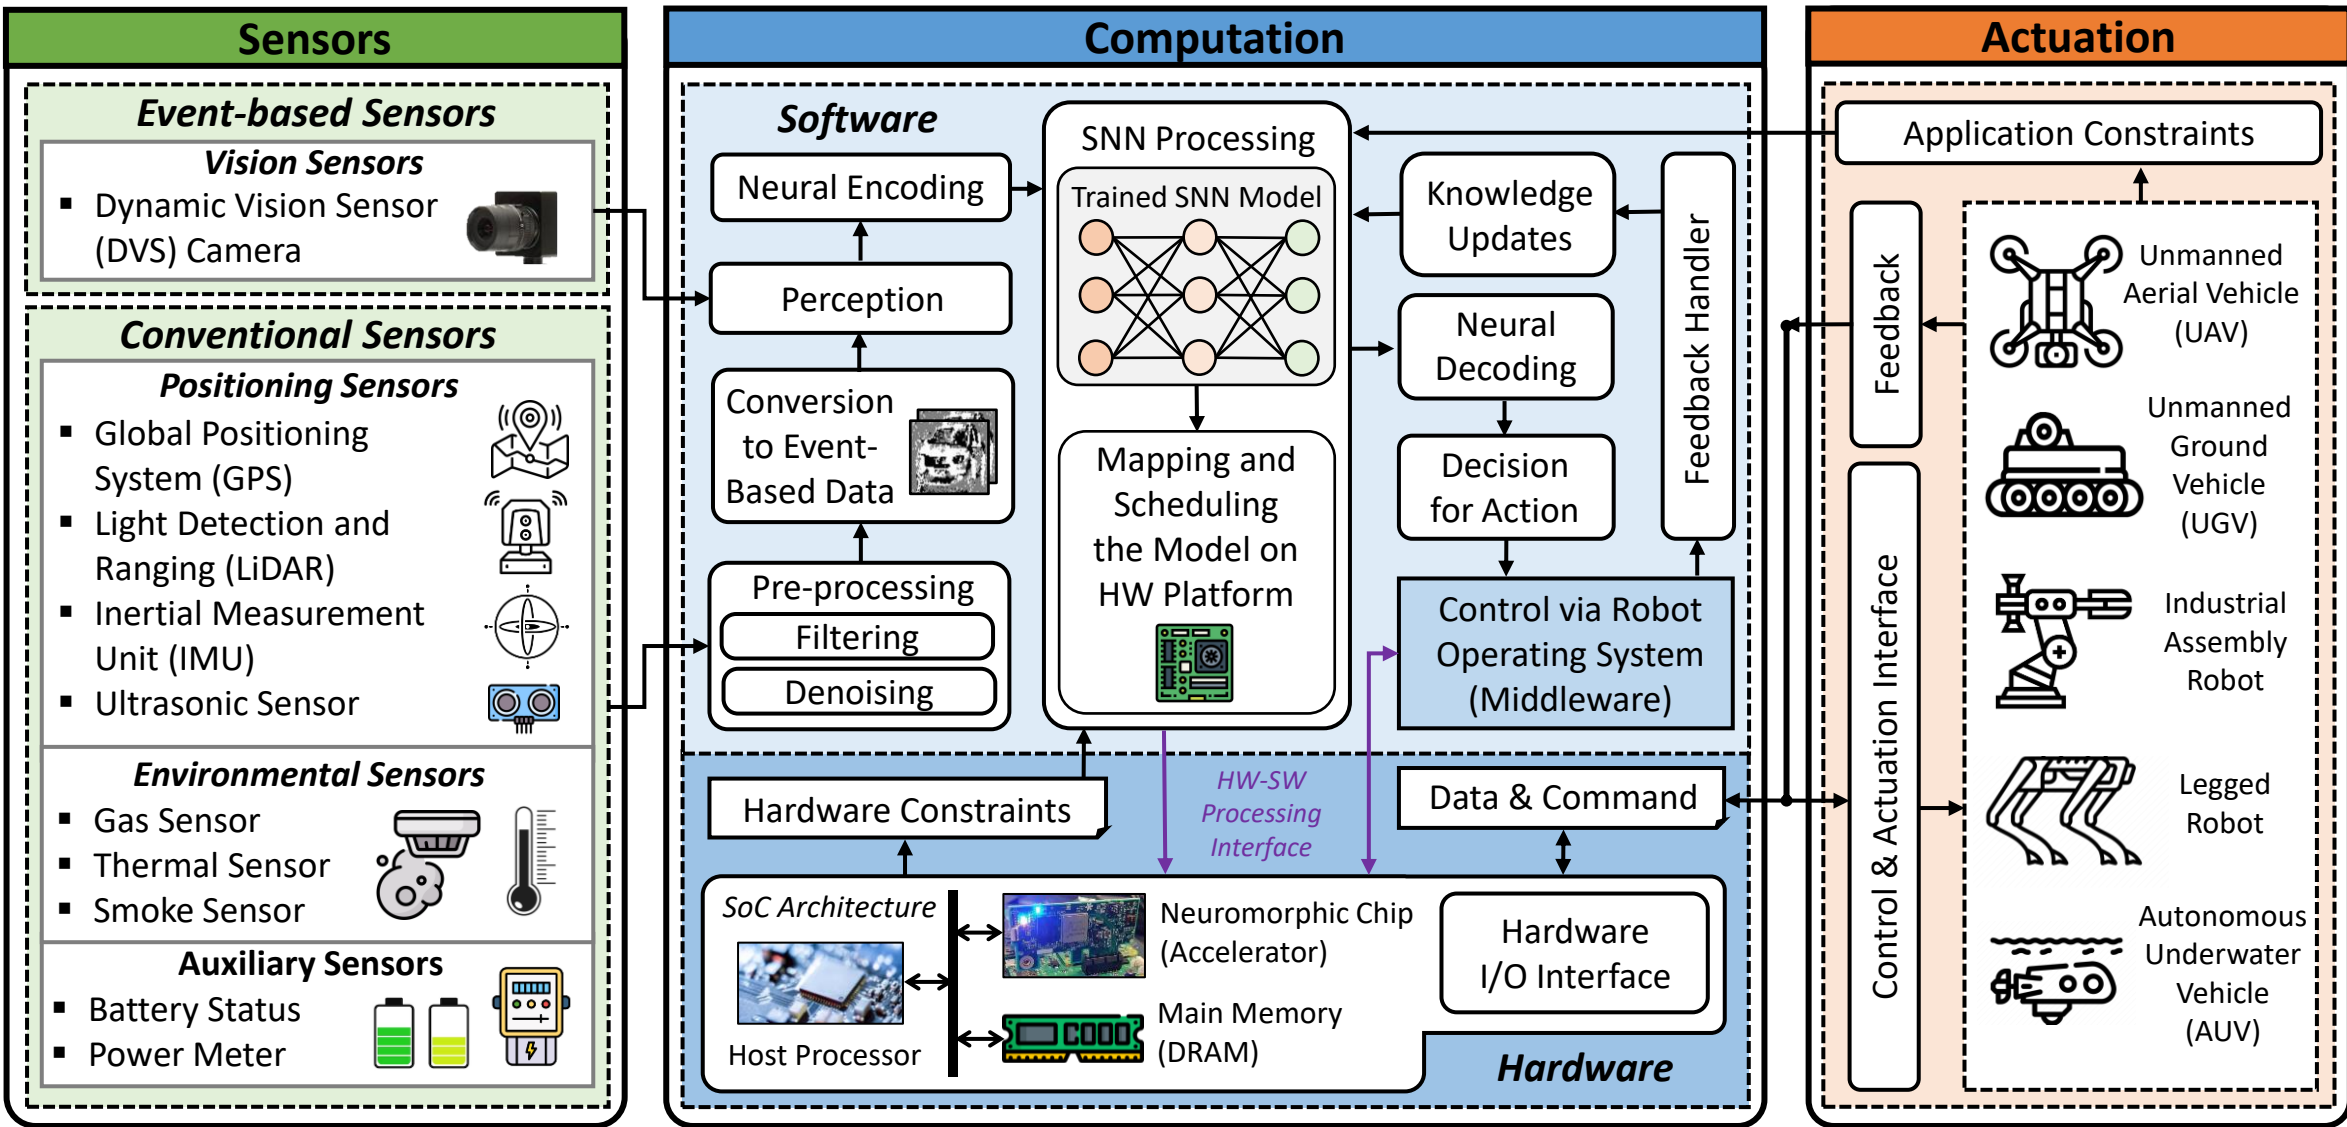 Sensors
Event-based Sensors
Vision Sensors
▪ Dynamic Vision Sensor
(DVS) Camera
Conventional Sensors
Positioning Sensors
▪ Global Positioning
System (GPS)
▪ Light Detection and
Ranging (LiDAR)
▪ Inertial Measurement
Unit (IMU)
▪ Ultrasonic Sensor
Environmental Sensors
▪ Gas Sensor
▪ Thermal Sensor
▪ Smoke Sensor
Auxiliary Sensors
▪ Battery Status
▪ Power Meter
Computation
Software
Neural Encoding
Perception
Conversion
to Event-
Based Data
Pre-processing
Filtering
Denoising
SNN Processing
Trained SNN Model
Mapping and
Scheduling
the Model on
HW Platform
Knowledge
Updates
Neural
Decoding
Decision
for Action
Control via Robot
Operating System
(Middleware)
Feedback Handler
Hardware Constraints
HW-SW
Processing
Interface
Data & Command
SoC Architecture
Host Processor
Neuromorphic Chip
(Accelerator)
Main Memory
(DRAM)
Hardware
I/O Interface
Hardware
Actuation
Application Constraints
Feedback
Control & Actuation Interface
Unmanned
Aerial Vehicle
(UAV)
Unmanned
Ground
Vehicle
(UGV)
Industrial
Assembly
Robot
Legged
Robot
Autonomous
Underwater
Vehicle
(AUV)